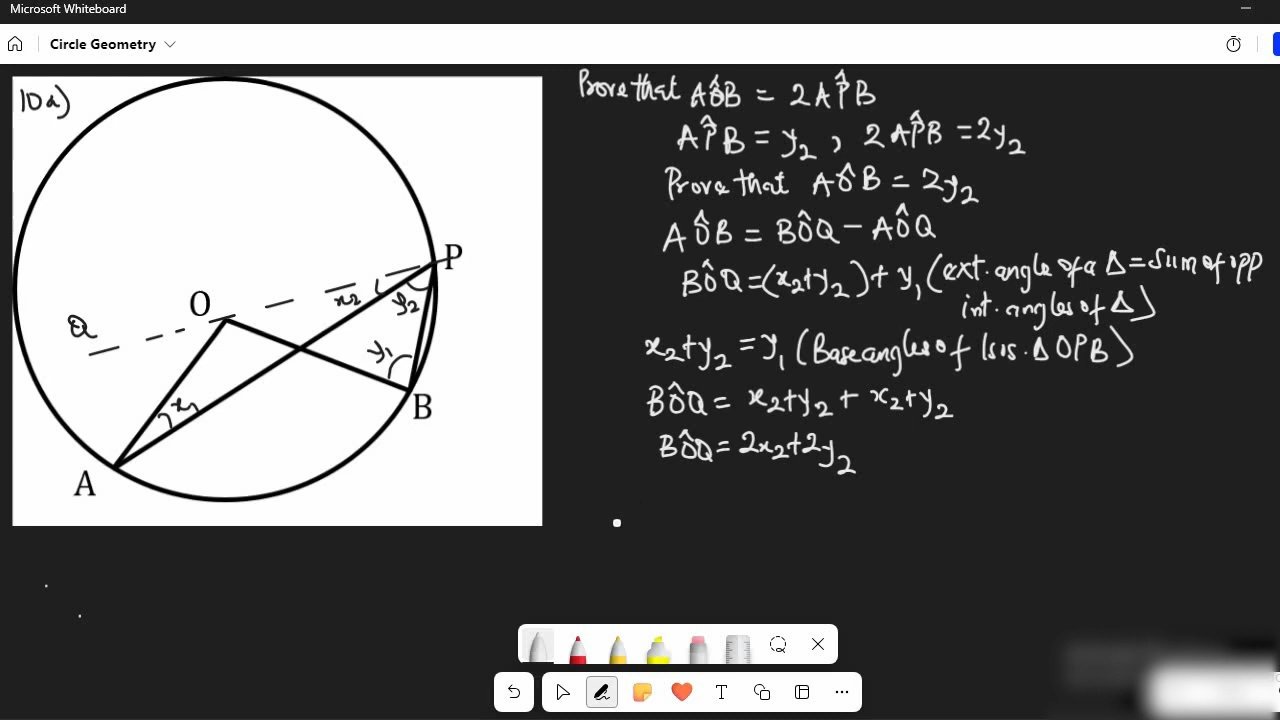 Microsoft Whiteboard
Circle Geometry
10a)
P
O
x₂
y₂
Q
y₁
B
x₁
A
Prove that AÔB = 2AP̂B
AP̂B = y₂ , 2AP̂B = 2y₂
Prove that AÔB = 2y₂
AÔB = BÔQ - AÔQ
BÔQ = (x₂+y₂) + y₁ (ext. angle of a Δ = Sum of opp
int. angles of Δ)
x₂+y₂ = y₁ (Base angles of Isos. Δ OPB)
BÔQ = x₂+y₂ + x₂+y₂
BÔQ = 2x₂+2y₂
T